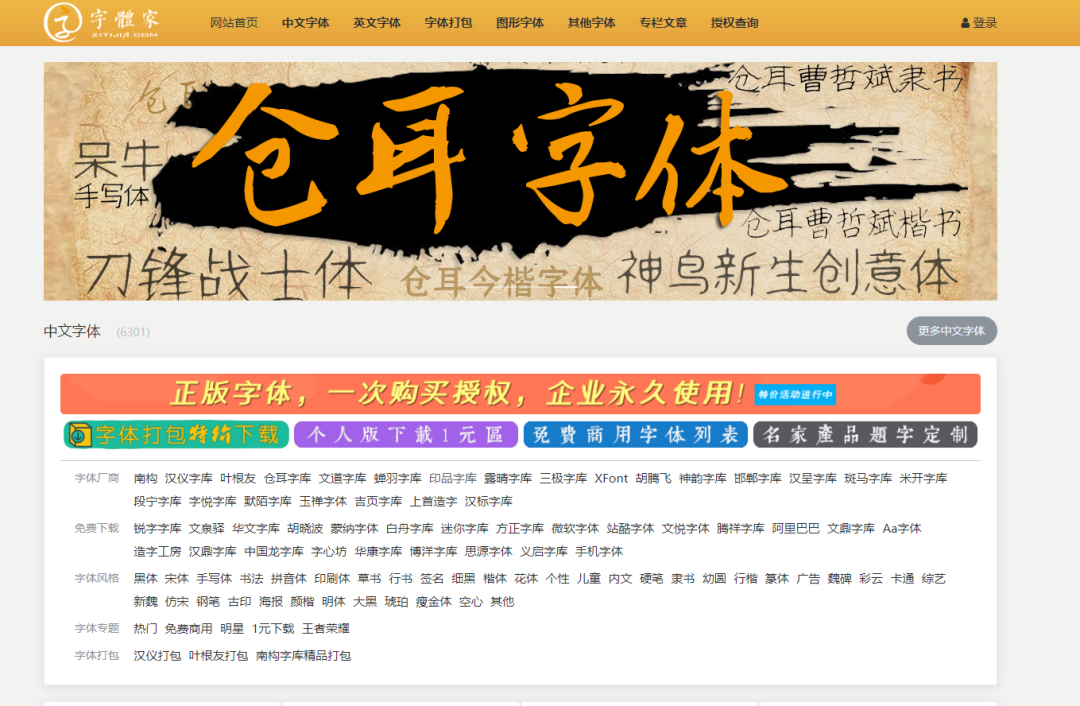 字體家
ZITIJIA.COM
网站首页 中文字体 英文字体 字体打包 图形字体 其他字体 专栏文章 授权查询 登录
仓耳曹哲斌隶书
仓耳字体
呆牛
手写体
仓耳曹哲斌楷书
刀锋战士体
仓耳今楷字体
神鸟新生创意体
中文字体 (6301) 更多中文字体
正版字体，一次购买授权，企业永久使用! 特价活动进行中
字体打包特价下载 个人版下載1元區 免費商用字体列表 名家產品題字定制
字体厂商 南构 汉仪字库 叶根友 仓耳字库 文道字库 蝉羽字库 印品字库 露晴字库 三极字库 XFont 胡腾飞 神韵字库 邯郸字库 汉星字库 斑马字库 米开字库
段宁字库 字悦字库 默陌字库 玉禅字体 吉页字库 上首造字 汉标字库
免费下载 锐字字库 文泉驿 华文字库 胡晓波 蒙纳字体 白舟字库 迷你字库 方正字库 微软字体 站酷字体 文悦字体 腾祥字库 阿里巴巴 文鼎字库 Aa字体
造字工房 汉鼎字库 中国龙字库 字心坊 华康字库 博洋字库 思源字体 义启字库 手机字体
字体风格 黑体 宋体 手写体 书法 拼音体 印刷体 草书 行书 签名 细黑 楷体 花体 个性 儿童 内文 硬笔 隶书 幼圆 行楷 篆体 广告 魏碑 彩云 卡通 综艺
新魏 仿宋 钢笔 古印 海报 颜楷 明体 大黑 琥珀 瘦金体 空心 其他
字体专题 热门 免费商用 明星 1元下载 王者荣耀
字体打包 汉仪打包 叶根友打包 南构字库精品打包